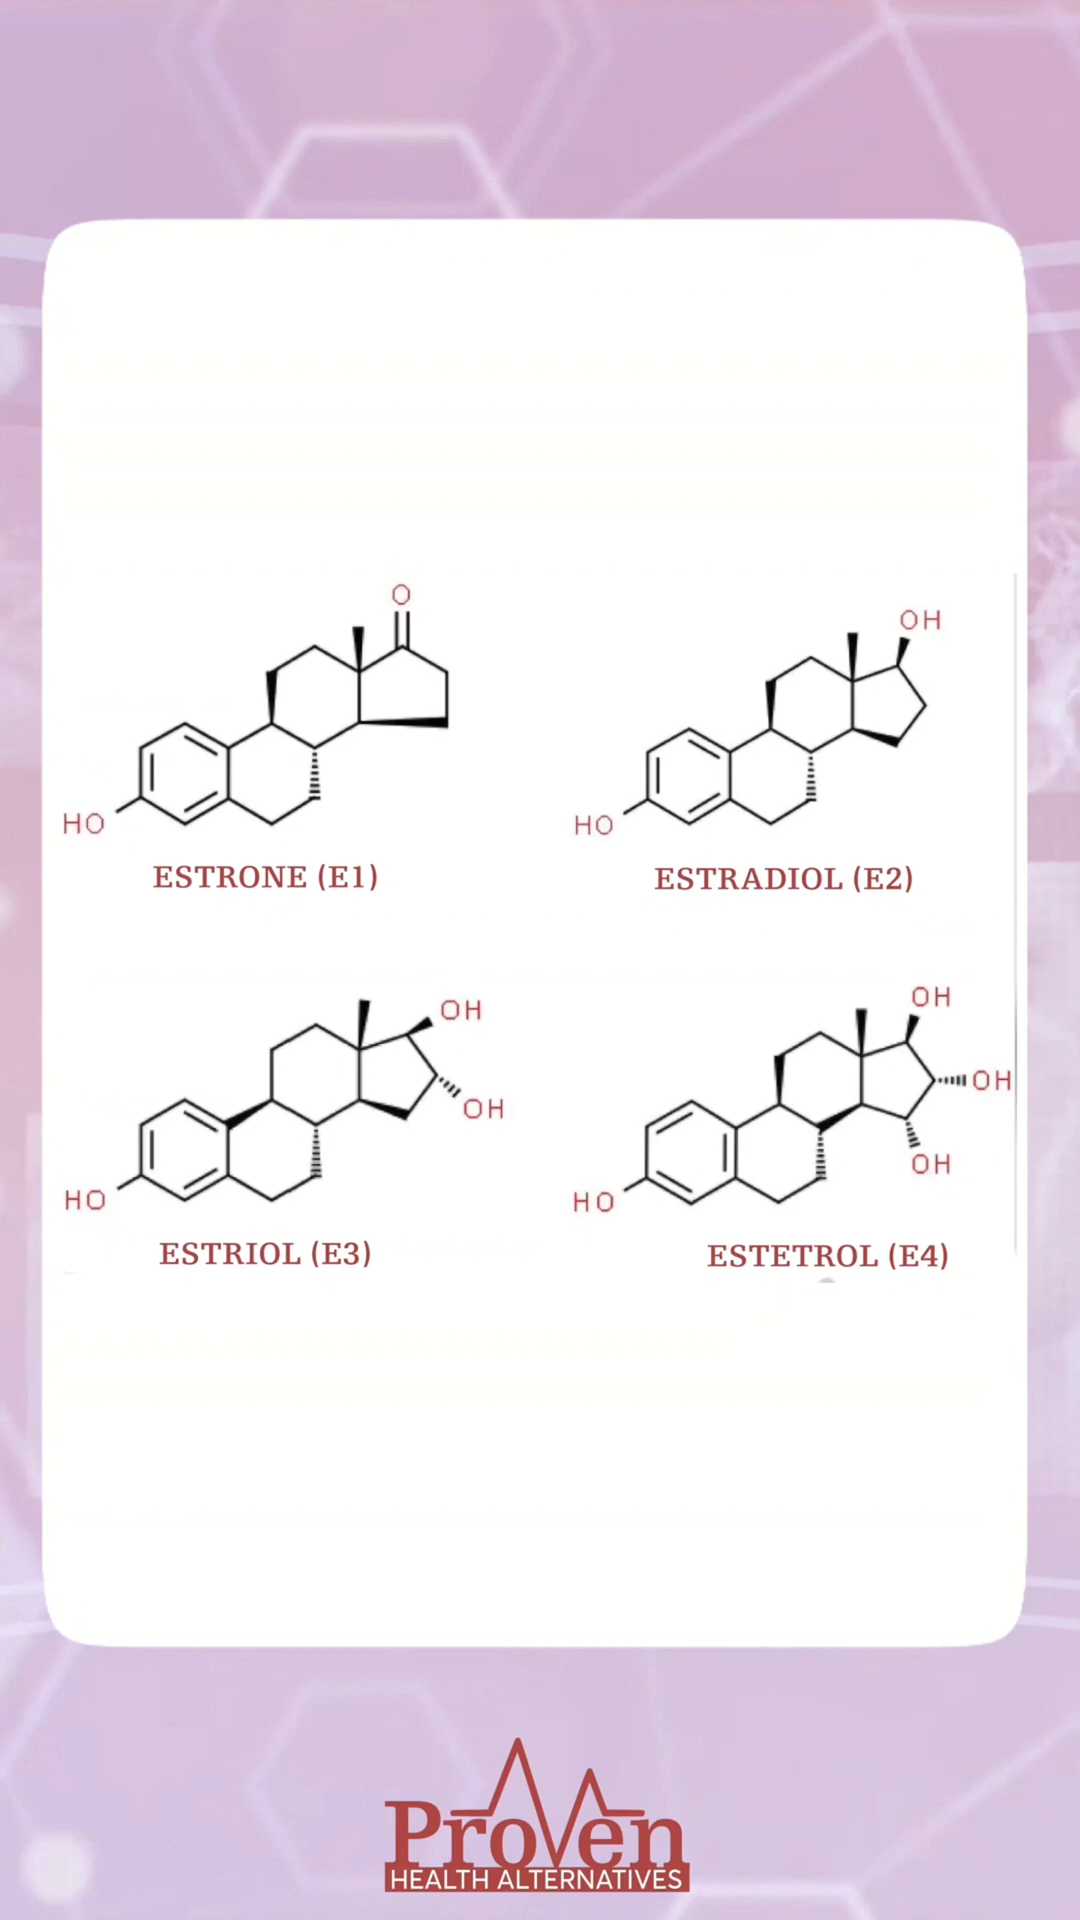 O
HO
ESTRONE (E1)
OH
HO
ESTRADIOL (E2)
OH
OH
HO
ESTRIOL (E3)
OH
OH
OH
HO
ESTETROL (E4)
Proven
HEALTH ALTERNATIVES